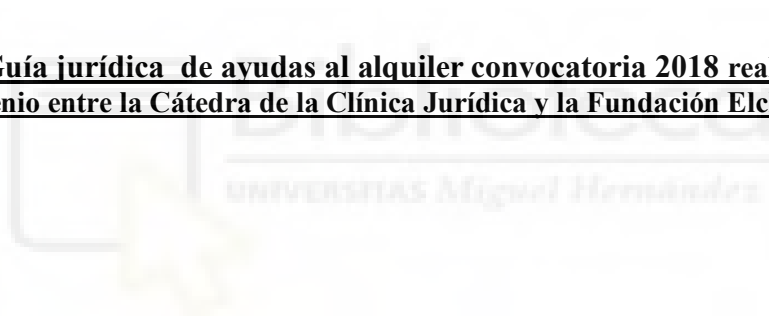 Guía jurídica de ayudas al alquiler convocatoria 2018 rea
enio entre la Cátedra de la Clínica Jurídica y la Fundación Elc
Biblioteca
UNIVERSITAS Miguel Hernández